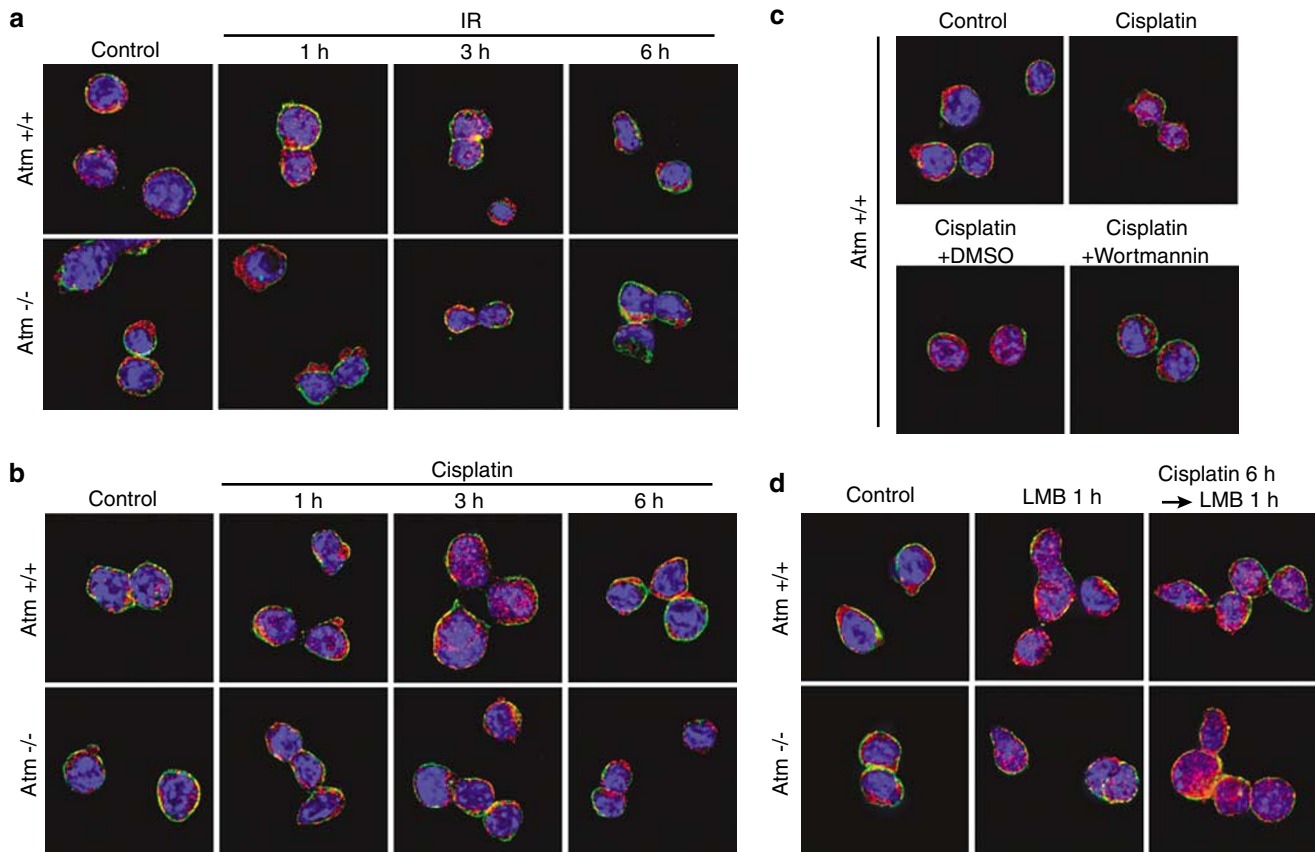 a
IR
Control 1 h 3 h 6 h
Atm +/+
Atm -/-
b
Cisplatin
Control 1 h 3 h 6 h
Atm +/+
Atm -/-
c
Control Cisplatin
Atm +/+
Cisplatin
+DMSO
Cisplatin
+Wortmannin
d
Control LMB 1 h
Cisplatin 6 h
→ LMB 1 h
Atm +/+
Atm -/-